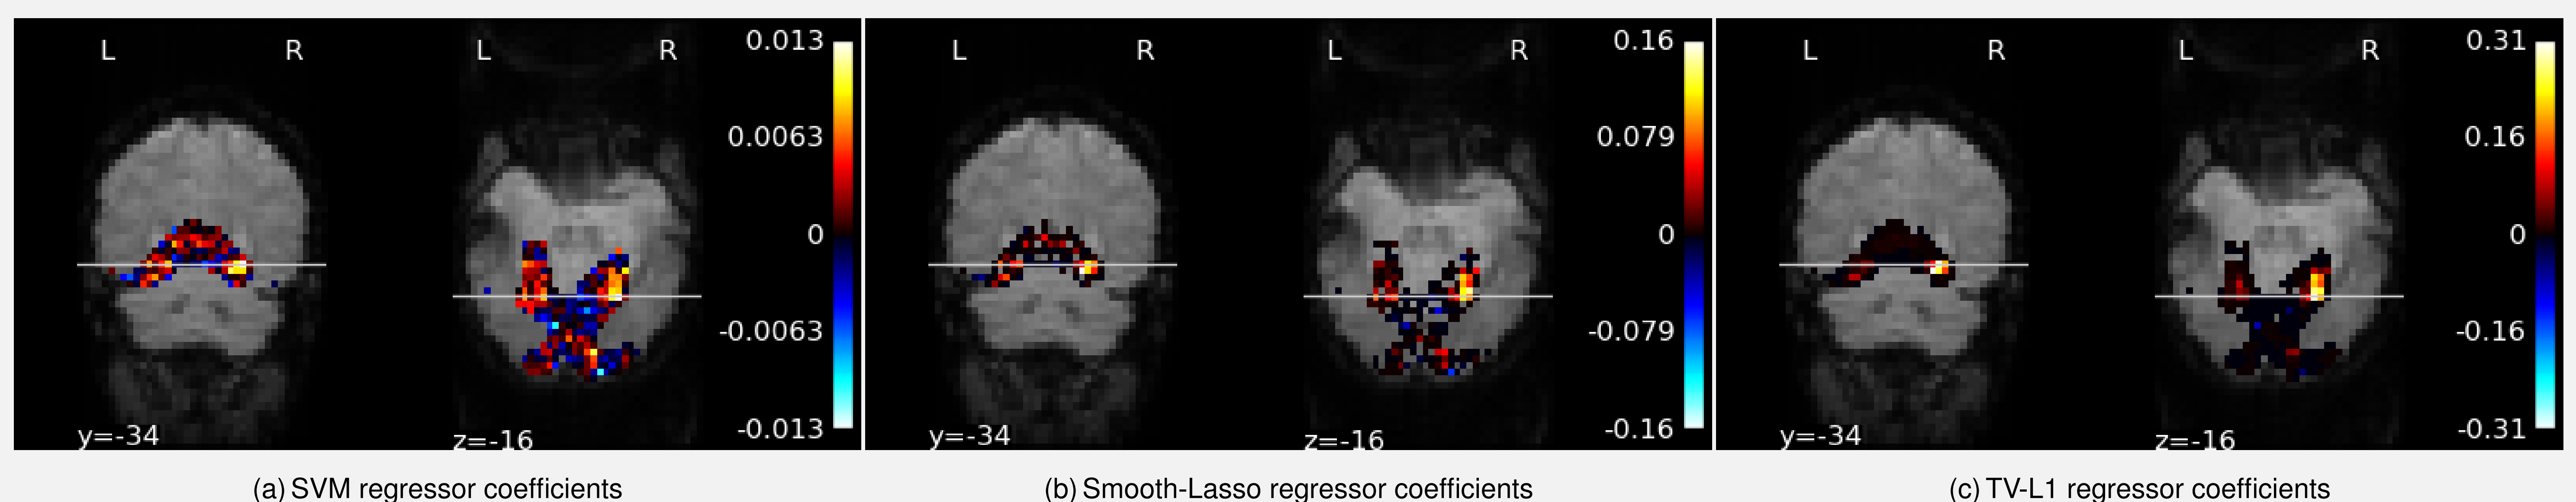 L R L R 0.013
0.0063
0
-0.0063
-0.013
y=-34 z=-16
L R L R 0.16
0.079
0
-0.079
-0.16
y=-34 z=-16
L R L R 0.31
0.16
0
-0.16
-0.31
y=-34 z=-16
(a) SVM regressor coefficients
(b) Smooth-Lasso regressor coefficients
(c) TV-L1 regressor coefficients